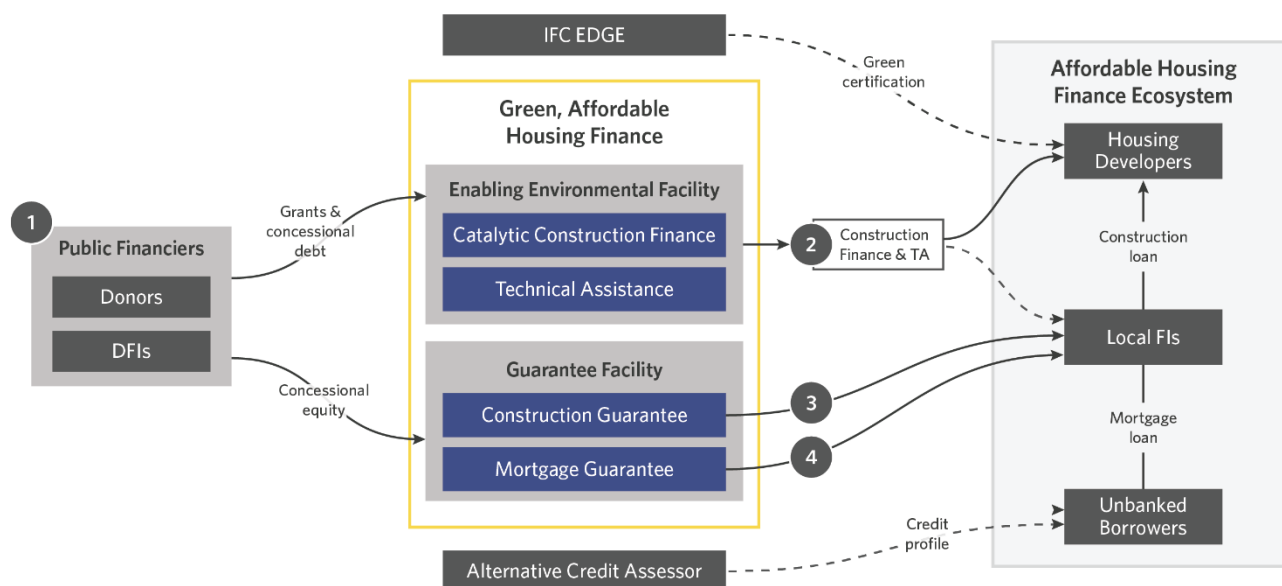 IFC EDGE
Green
certification
Affordable Housing
Finance Ecosystem
Green, Affordable
Housing Finance
Housing
Developers
Enabling Environmental Facility
1
Grants &
concessional
debt
Public Financiers
Catalytic Construction Finance
2
Construction
Finance & TA
Construction
loan
Donors
Technical Assistance
DFIs
Local FIs
Guarantee Facility
Concessional
equity
Construction Guarantee
3
Mortgage
loan
Mortgage Guarantee
4
Unbanked
Borrowers
Credit
profile
Alternative Credit Assessor